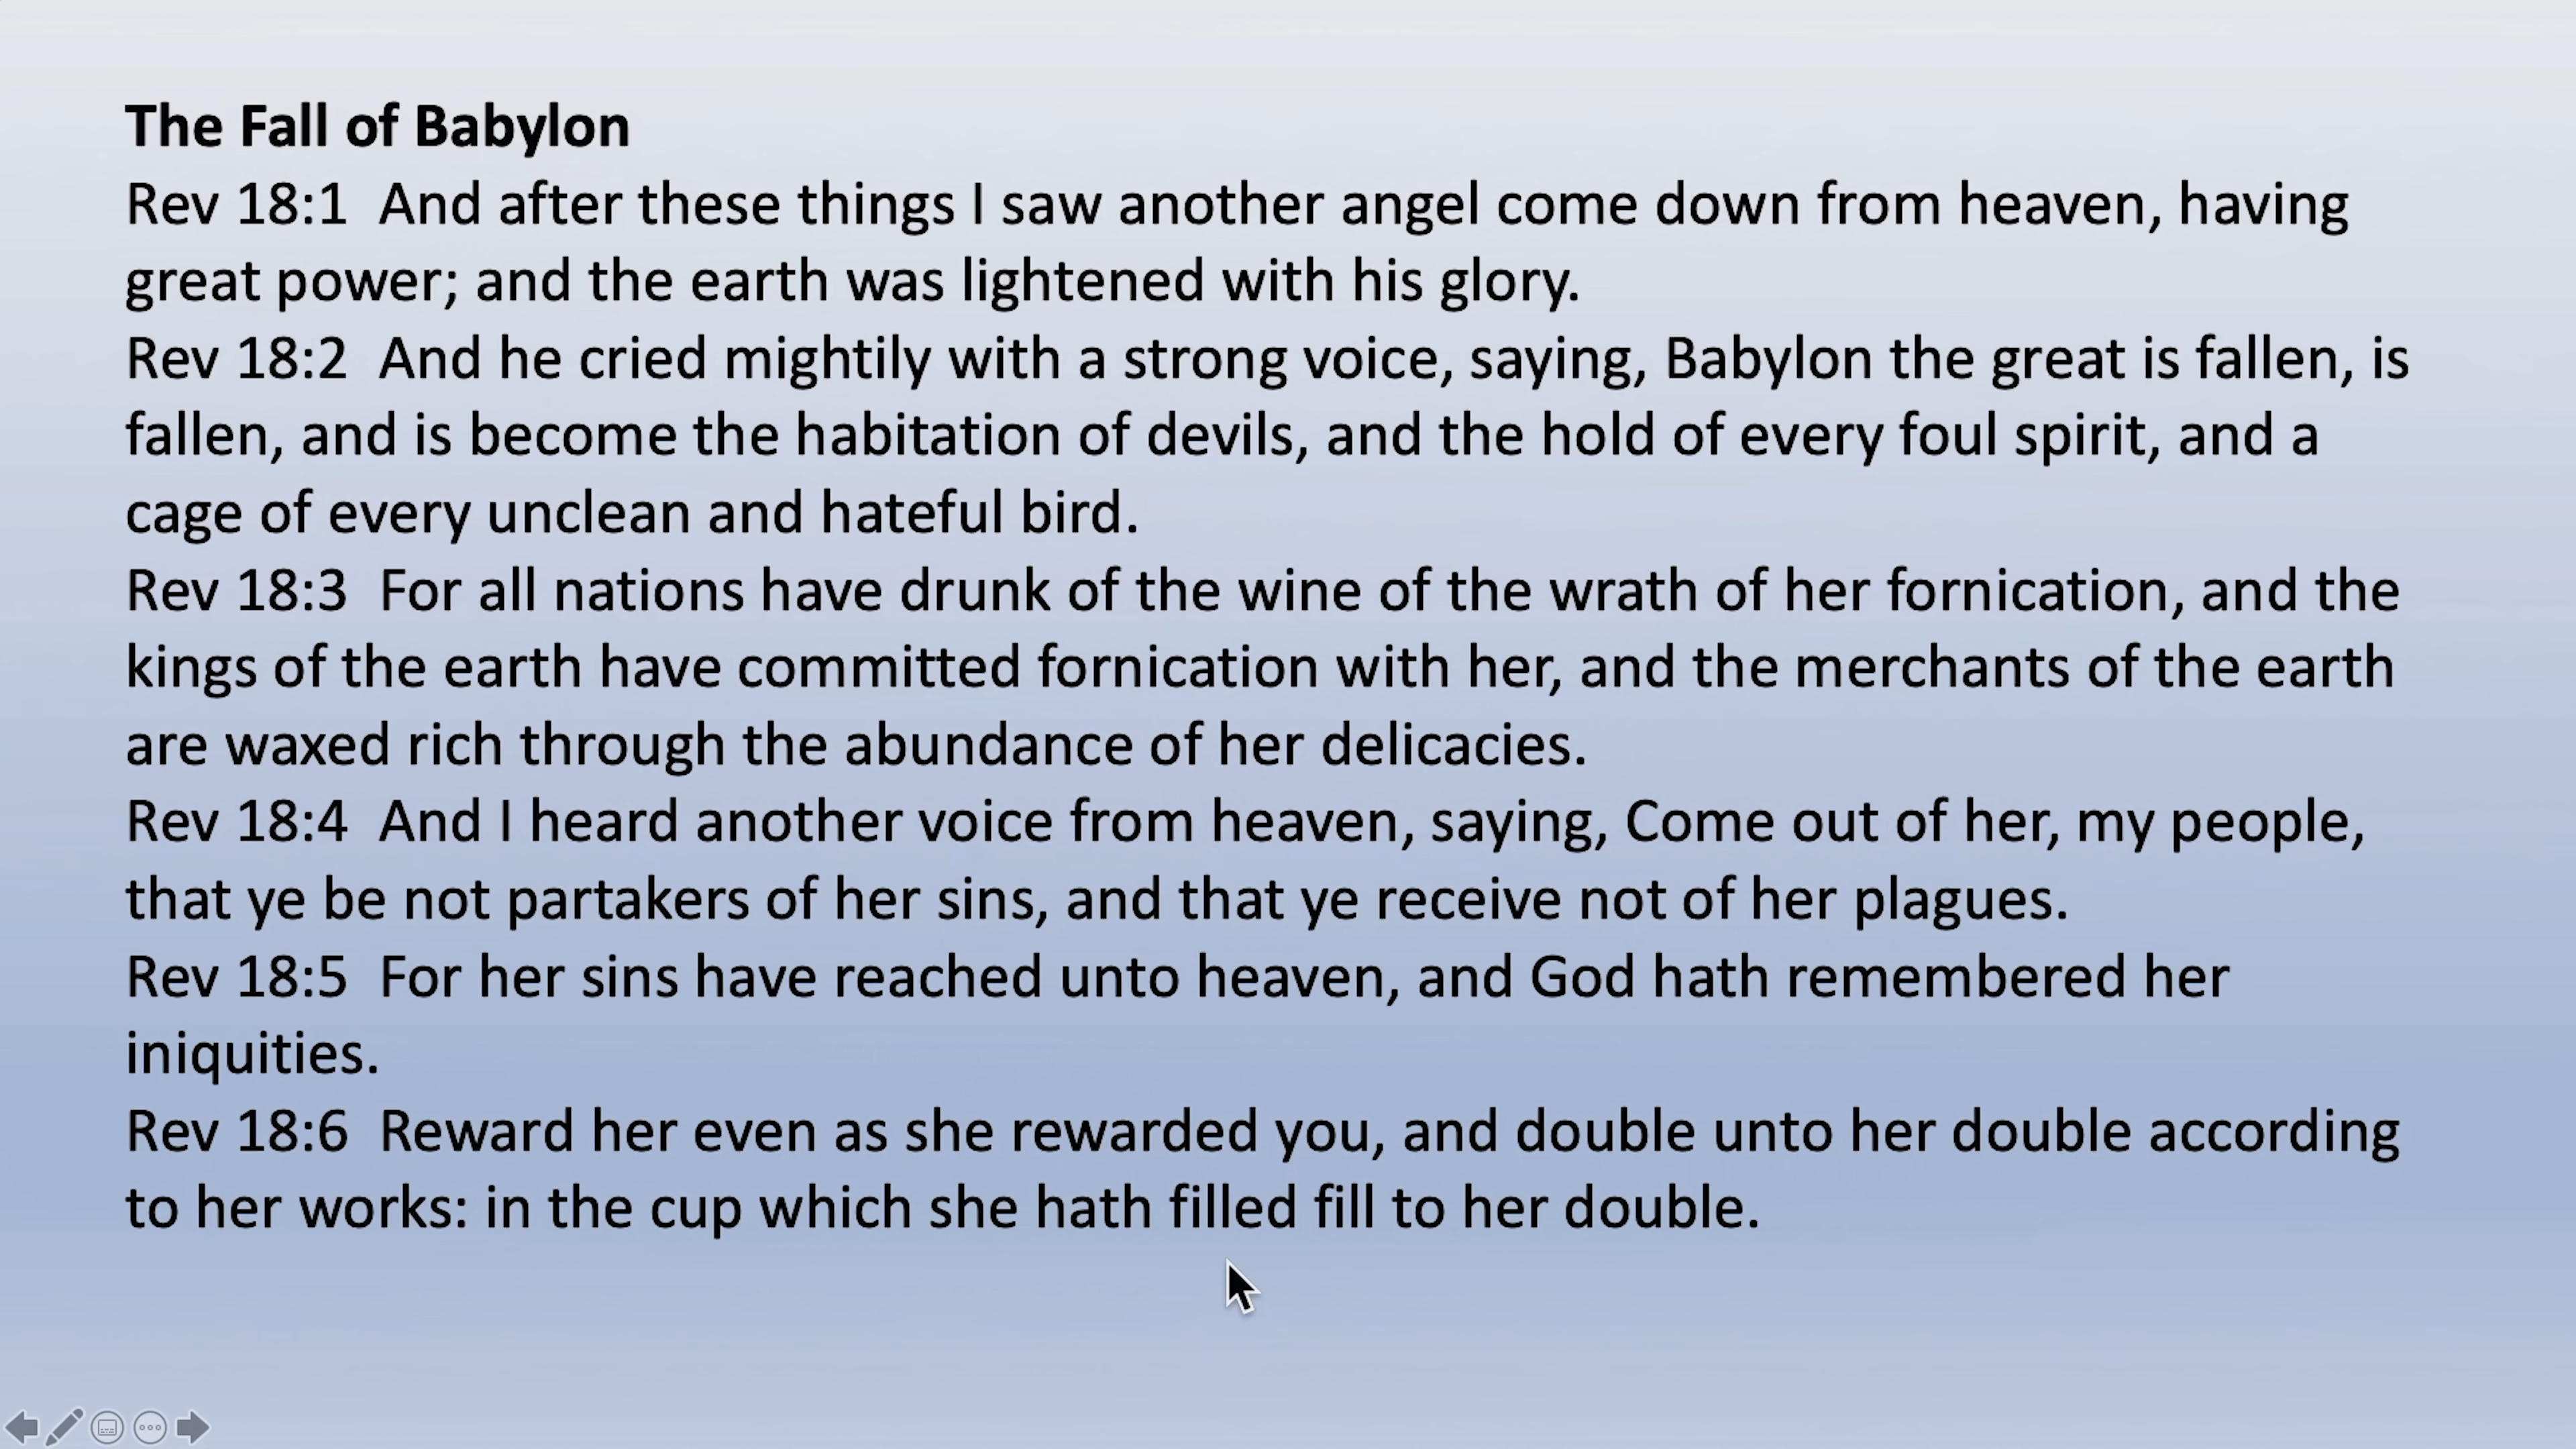 The Fall of Babylon
Rev 18:1  And after these things I saw another angel come down from heaven, having
great power; and the earth was lightened with his glory.
Rev 18:2  And he cried mightily with a strong voice, saying, Babylon the great is fallen, is
fallen, and is become the habitation of devils, and the hold of every foul spirit, and a
cage of every unclean and hateful bird.
Rev 18:3  For all nations have drunk of the wine of the wrath of her fornication, and the
kings of the earth have committed fornication with her, and the merchants of the earth
are waxed rich through the abundance of her delicacies.
Rev 18:4  And I heard another voice from heaven, saying, Come out of her, my people,
that ye be not partakers of her sins, and that ye receive not of her plagues.
Rev 18:5  For her sins have reached unto heaven, and God hath remembered her
iniquities.
Rev 18:6  Reward her even as she rewarded you, and double unto her double according
to her works: in the cup which she hath filled fill to her double.